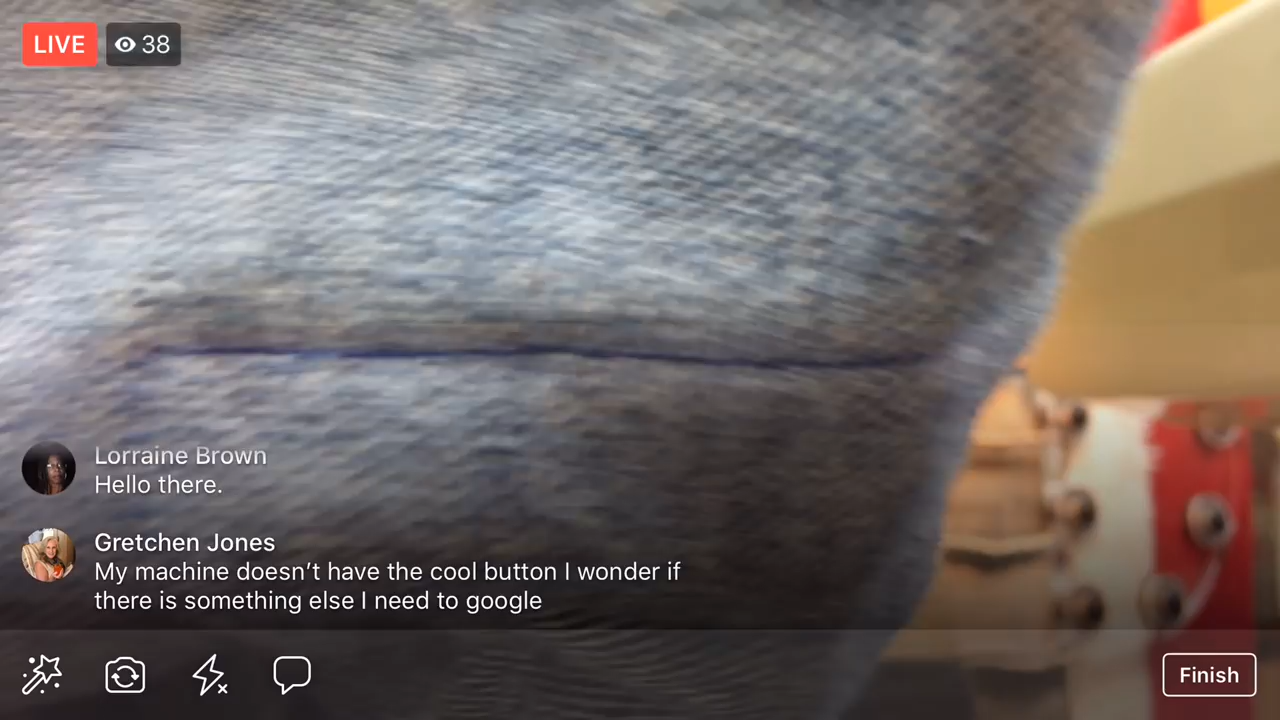 LIVE 38
Lorraine Brown
Hello there.
Gretchen Jones
My machine doesn't have the cool button I wonder if
there is something else I need to google
Finish